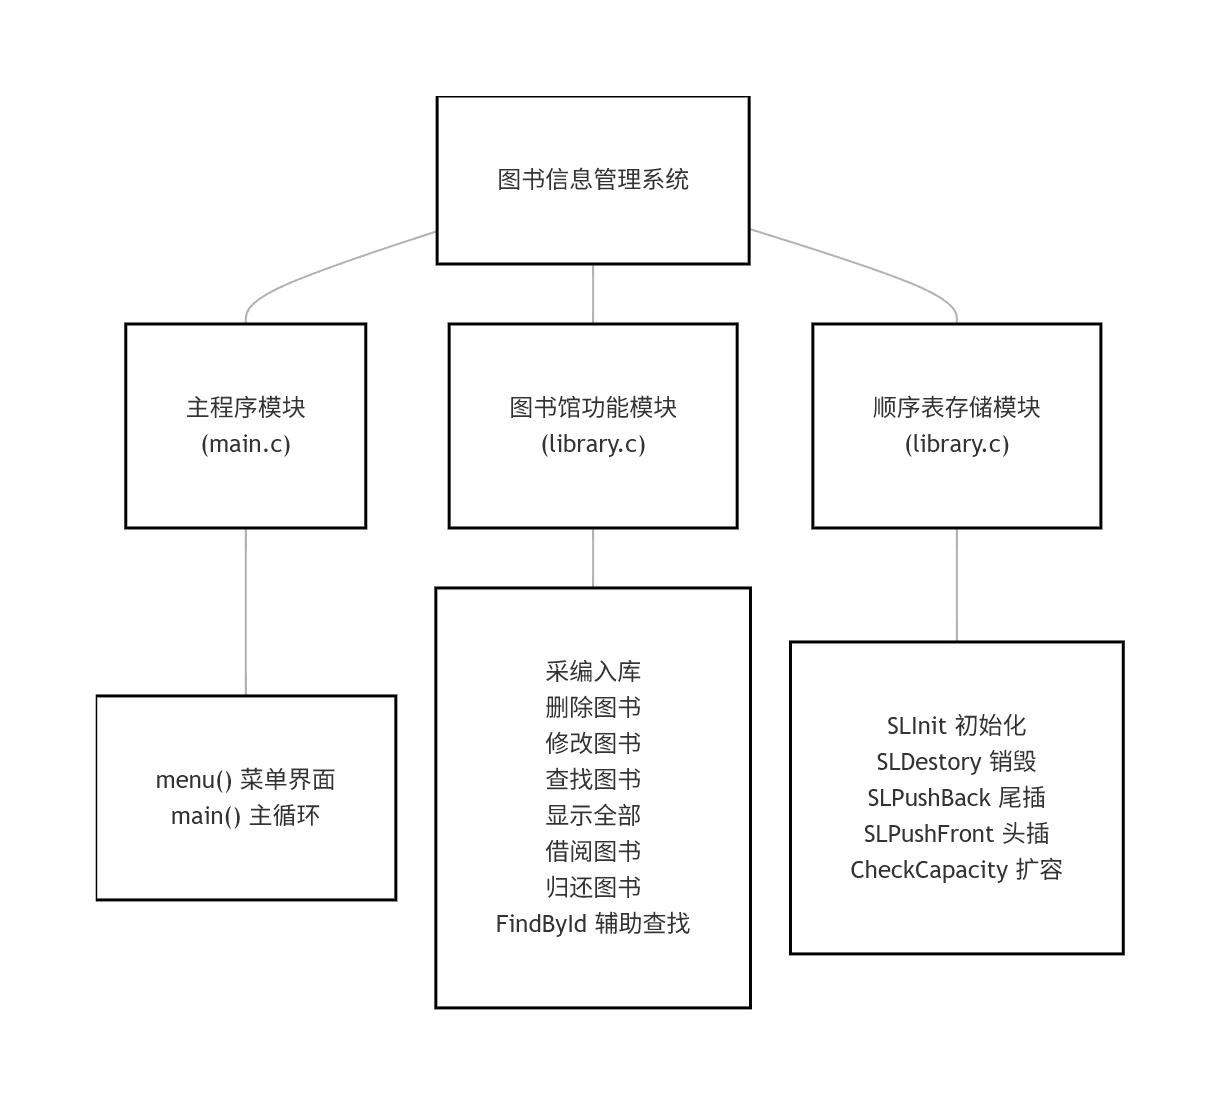 图书信息管理系统
主程序模块
(main.c)
图书馆功能模块
(library.c)
顺序表存储模块
(library.c)
menu() 菜单界面
main() 主循环
采编入库
删除图书
修改图书
查找图书
显示全部
借阅图书
归还图书
FindById 辅助查找
SLInit 初始化
SLDestory 销毁
SLPushBack 尾插
SLPushFront 头插
CheckCapacity 扩容